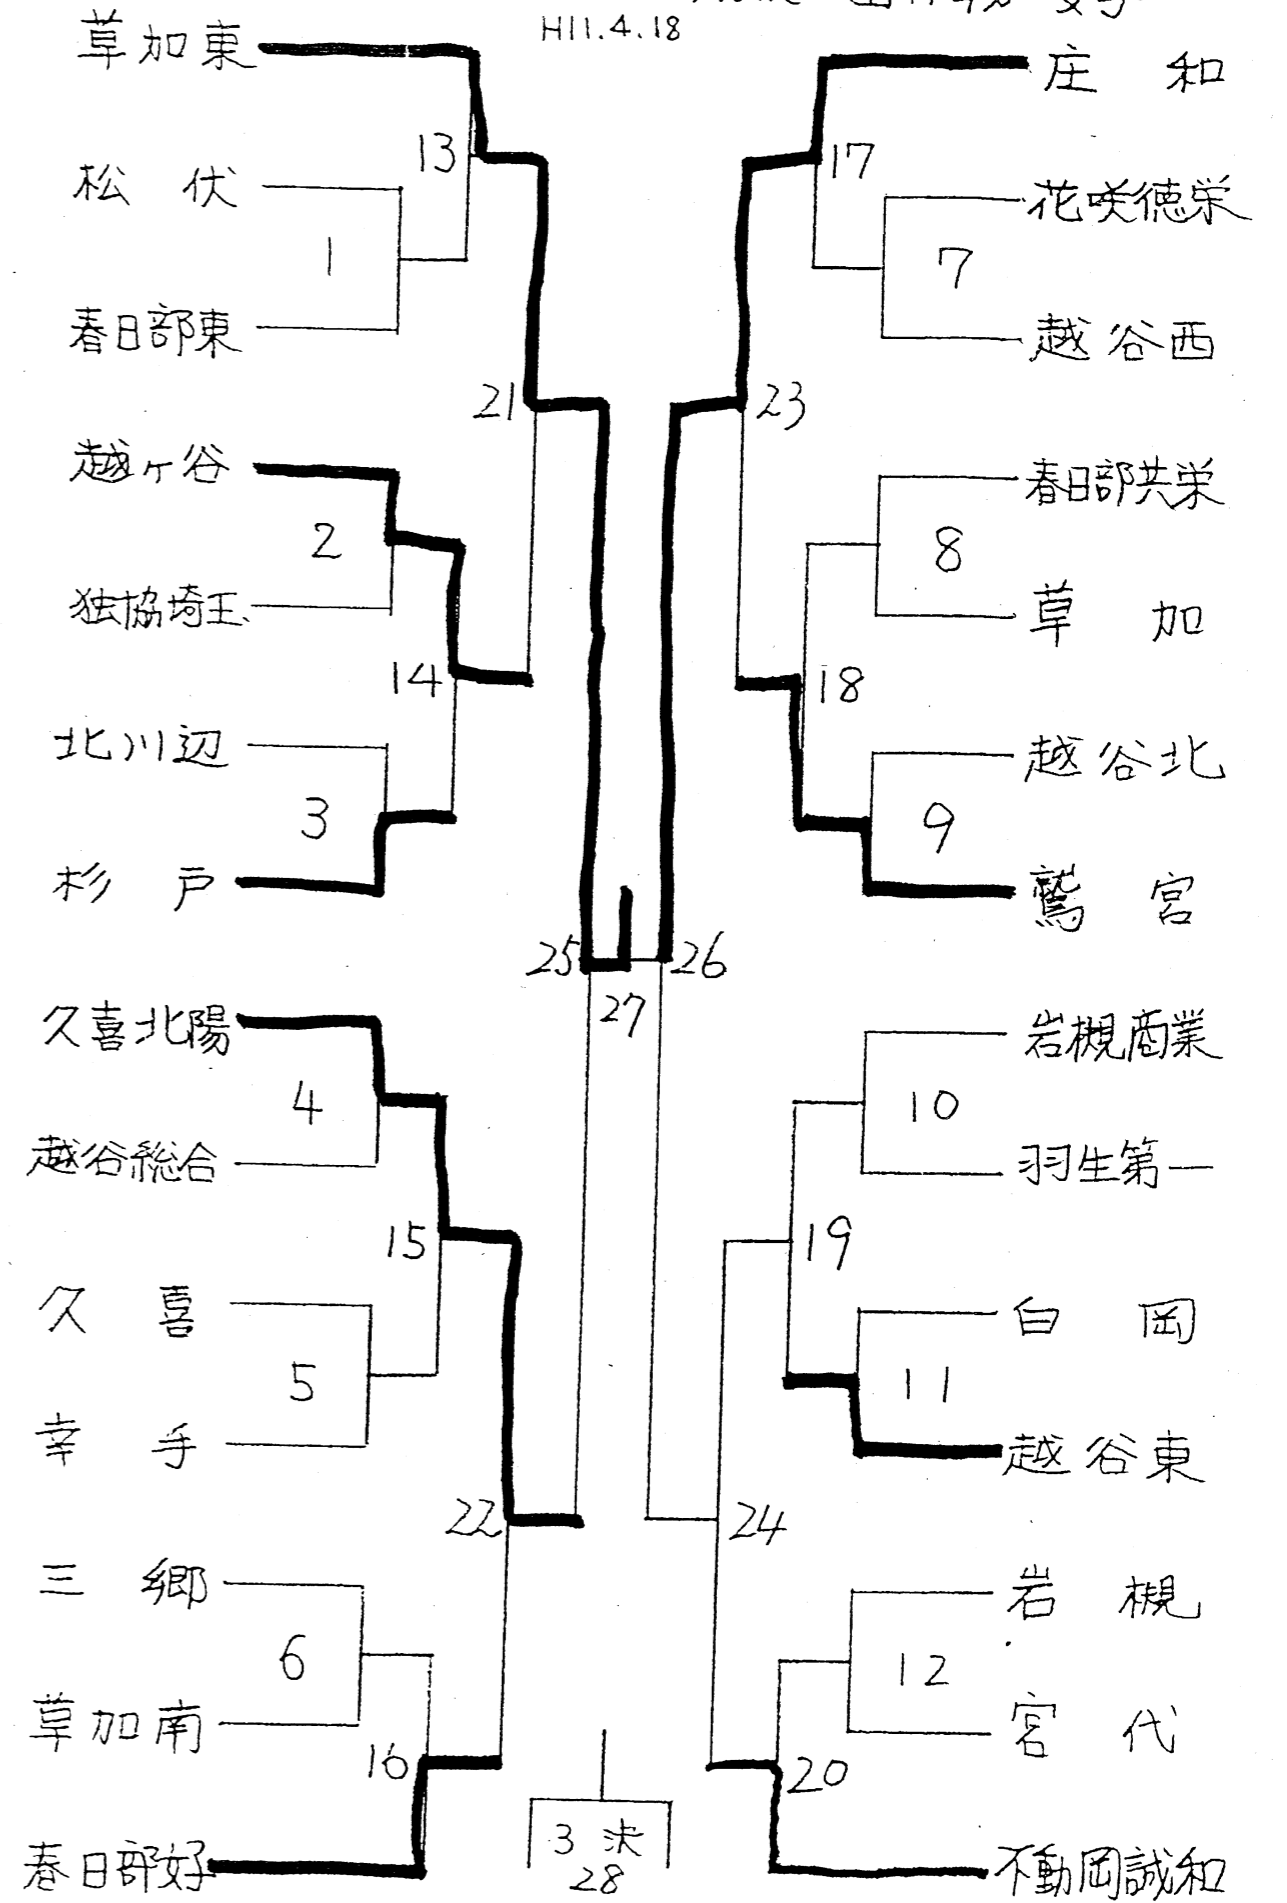 H11.4.18
草加東
13
松伏
1
春日部東
21
越ヶ谷
2
独協埼玉
14
北川辺
3
杉戸
25
27
久喜北陽
4
越谷総合
15
久喜
5
幸手
22
三郷
6
草加南
16
春日部女子
庄和
17
花咲徳栄
7
越谷西
23
春日部共栄
8
草加
18
越谷北
9
鷲宮
26
岩槻商業
10
羽生第一
19
白岡
11
越谷東
24
岩槻
12
宮代
20
不動岡誠和
3決
28